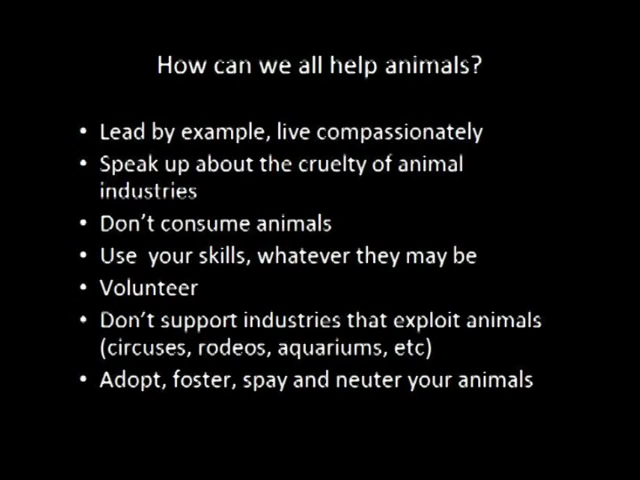 How can we all help animals?
• Lead by example, live compassionately
• Speak up about the cruelty of animal
industries
• Don't consume animals
• Use  your skills, whatever they may be
• Volunteer
• Don't support industries that exploit animals
(circuses, rodeos, aquariums, etc)
• Adopt, foster, spay and neuter your animals